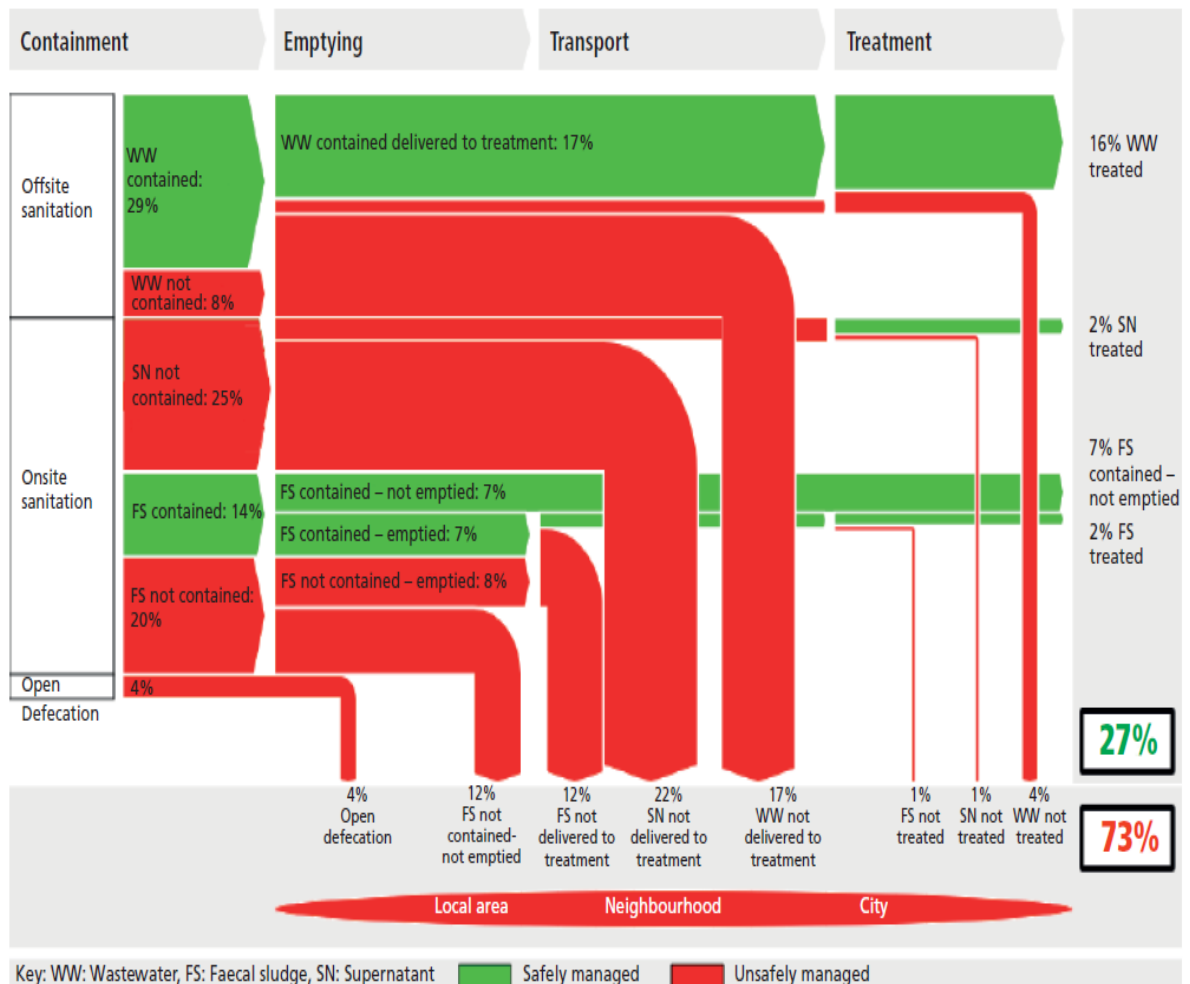 Containment
Emptying
Transport
Treatment
Offsite
sanitation
WW
contained:
29%
WW contained delivered to treatment: 17%
16% WW
treated
WW not
contained: 8%
Onsite
sanitation
SN not
contained: 25%
2% SN
treated
FS contained: 14%
FS contained – not emptied: 7%
7% FS
contained –
not emptied
FS contained – emptied: 7%
2% FS
treated
FS not contained:
20%
FS not contained – emptied: 8%
Open
Defecation
4%
27%
4%
Open
defecation
12%
FS not
contained-
not emptied
12%
FS not
delivered to
treatment
22%
SN not
delivered to
treatment
17%
WW not
delivered to
treatment
1%
FS not
treated
1%
SN not
treated
4%
WW not
treated
73%
Local area
Neighbourhood
City
Key: WW: Wastewater, FS: Faecal sludge, SN: Supernatant
Safely managed
Unsafely managed